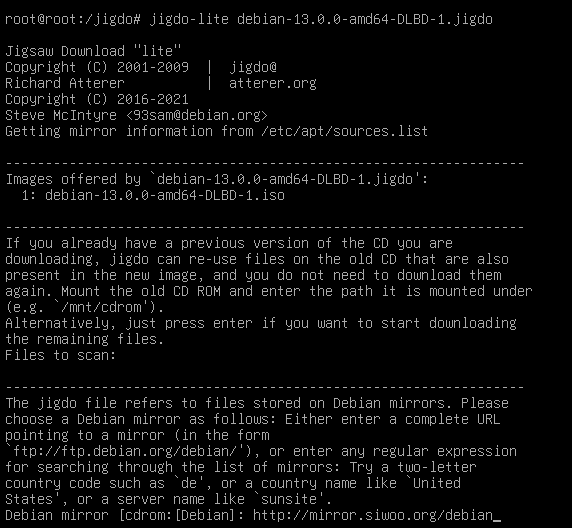 root@root:/jigdo# jigdo-lite debian-13.0.0-amd64-DLBD-1.jigdo
Jigsaw Download "lite"
Copyright (C) 2001-2009  |  jigdo@
Richard Atterer          |  atterer.org
Copyright (C) 2016-2021
Steve McIntyre <93sam@debian.org>
Getting mirror information from /etc/apt/sources.list
-----------------------------------------------------------------
Images offered by `debian-13.0.0-amd64-DLBD-1.jigdo':
  1: debian-13.0.0-amd64-DLBD-1.iso
-----------------------------------------------------------------
If you already have a previous version of the CD you are
downloading, jigdo can re-use files on the old CD that are also
present in the new image, and you do not need to download them
again. Mount the old CD ROM and enter the path it is mounted under
(e.g. `/mnt/cdrom').
Alternatively, just press enter if you want to start downloading
the remaining files.
Files to scan:
-----------------------------------------------------------------
The jigdo file refers to files stored on Debian mirrors. Please
choose a Debian mirror as follows: Either enter a complete URL
pointing to a mirror (in the form
`ftp://ftp.debian.org/debian/'), or enter any regular expression
for searching through the list of mirrors: Try a two-letter
country code such as `de', or a country name like `United
States', or a server name like `sunsite'.
Debian mirror [cdrom:[Debian]: http://mirror.siwoo.org/debian_